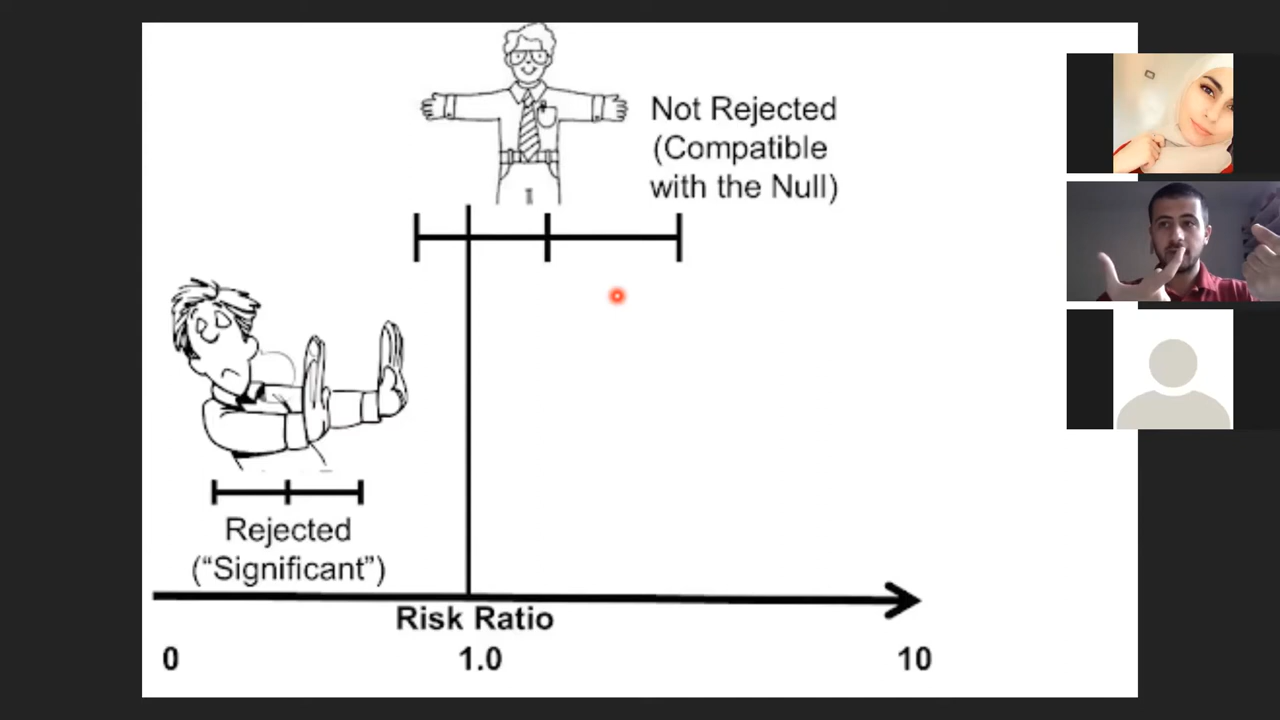 Not Rejected
(Compatible
with the Null)
Rejected
(“Significant”)
Risk Ratio
0
1.0
10